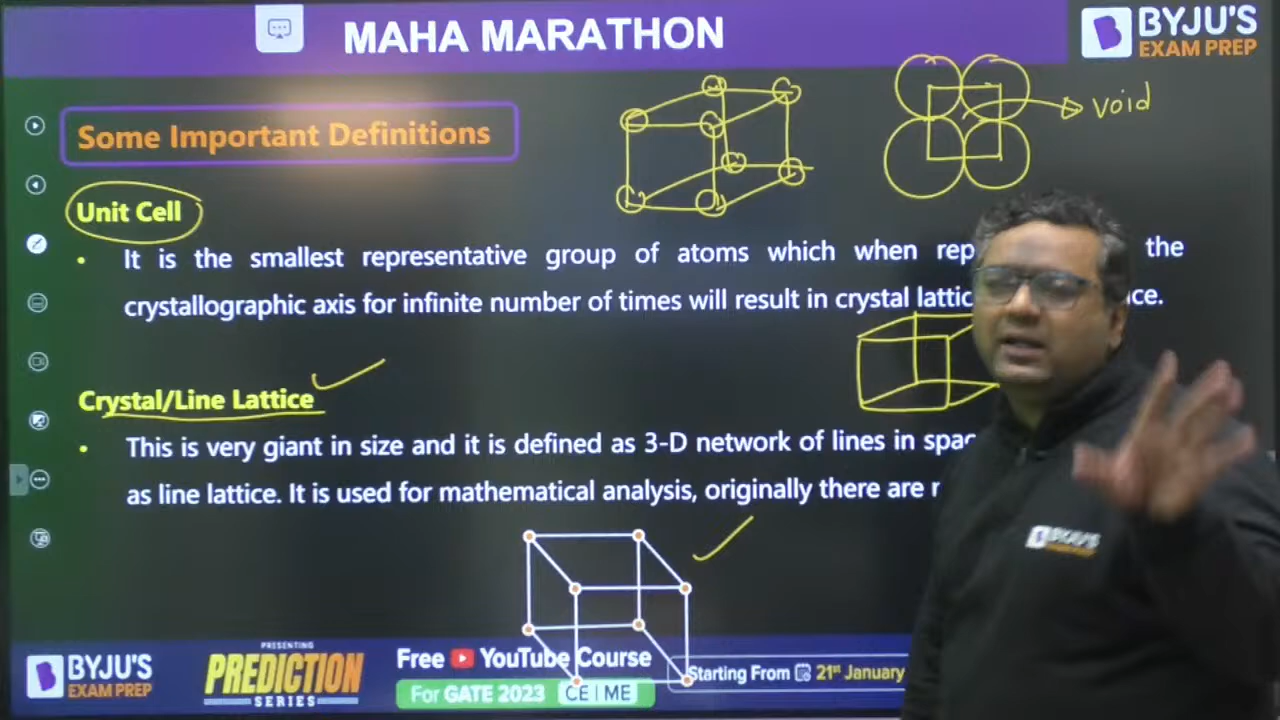 MAHA MARATHON
BYJU'S
EXAM PREP
void
Some Important Definitions
Unit Cell
• It is the smallest representative group of atoms which when the
crystallographic axis for infinite number of times will result in crystal
Crystal/Line Lattice
• This is very giant in size and it is defined as 3-D network of lines in
as line lattice. It is used for mathematical analysis, originally there are
BYJU'S
BYJU'S
EXAM PREP
PRESENTING
PREDICTION
SERIES
Free YouTube Course
For GATE 2023 CE | ME
Starting From 21st January